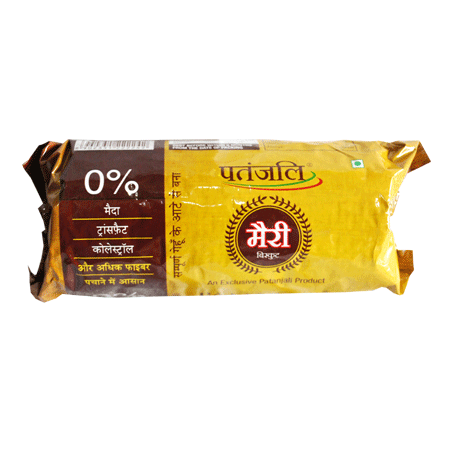 0%
मैदा
ट्रांसफ़ैट
कोलेस्ट्रॉल
और अधिक फाइबर
पचाने में आसान
सम्पूर्ण गेहूँ के आटे से बना
पतंजलि
मैरी
बिस्कुट
An Exclusive Patanjali Product